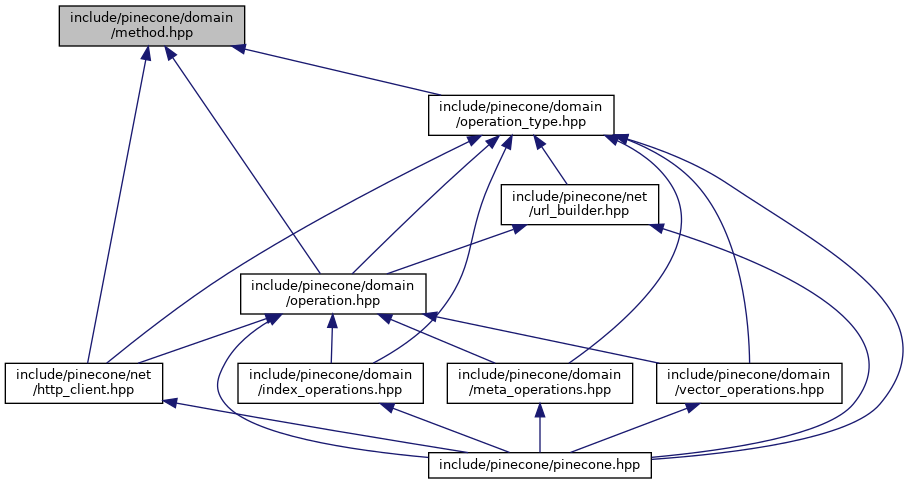 include/pinecone/domain
/method.hpp
include/pinecone/domain
/operation_type.hpp
include/pinecone/net
/url_builder.hpp
include/pinecone/domain
/operation.hpp
include/pinecone/net
/http_client.hpp
include/pinecone/domain
/index_operations.hpp
include/pinecone/domain
/meta_operations.hpp
include/pinecone/domain
/vector_operations.hpp
include/pinecone/pinecone.hpp